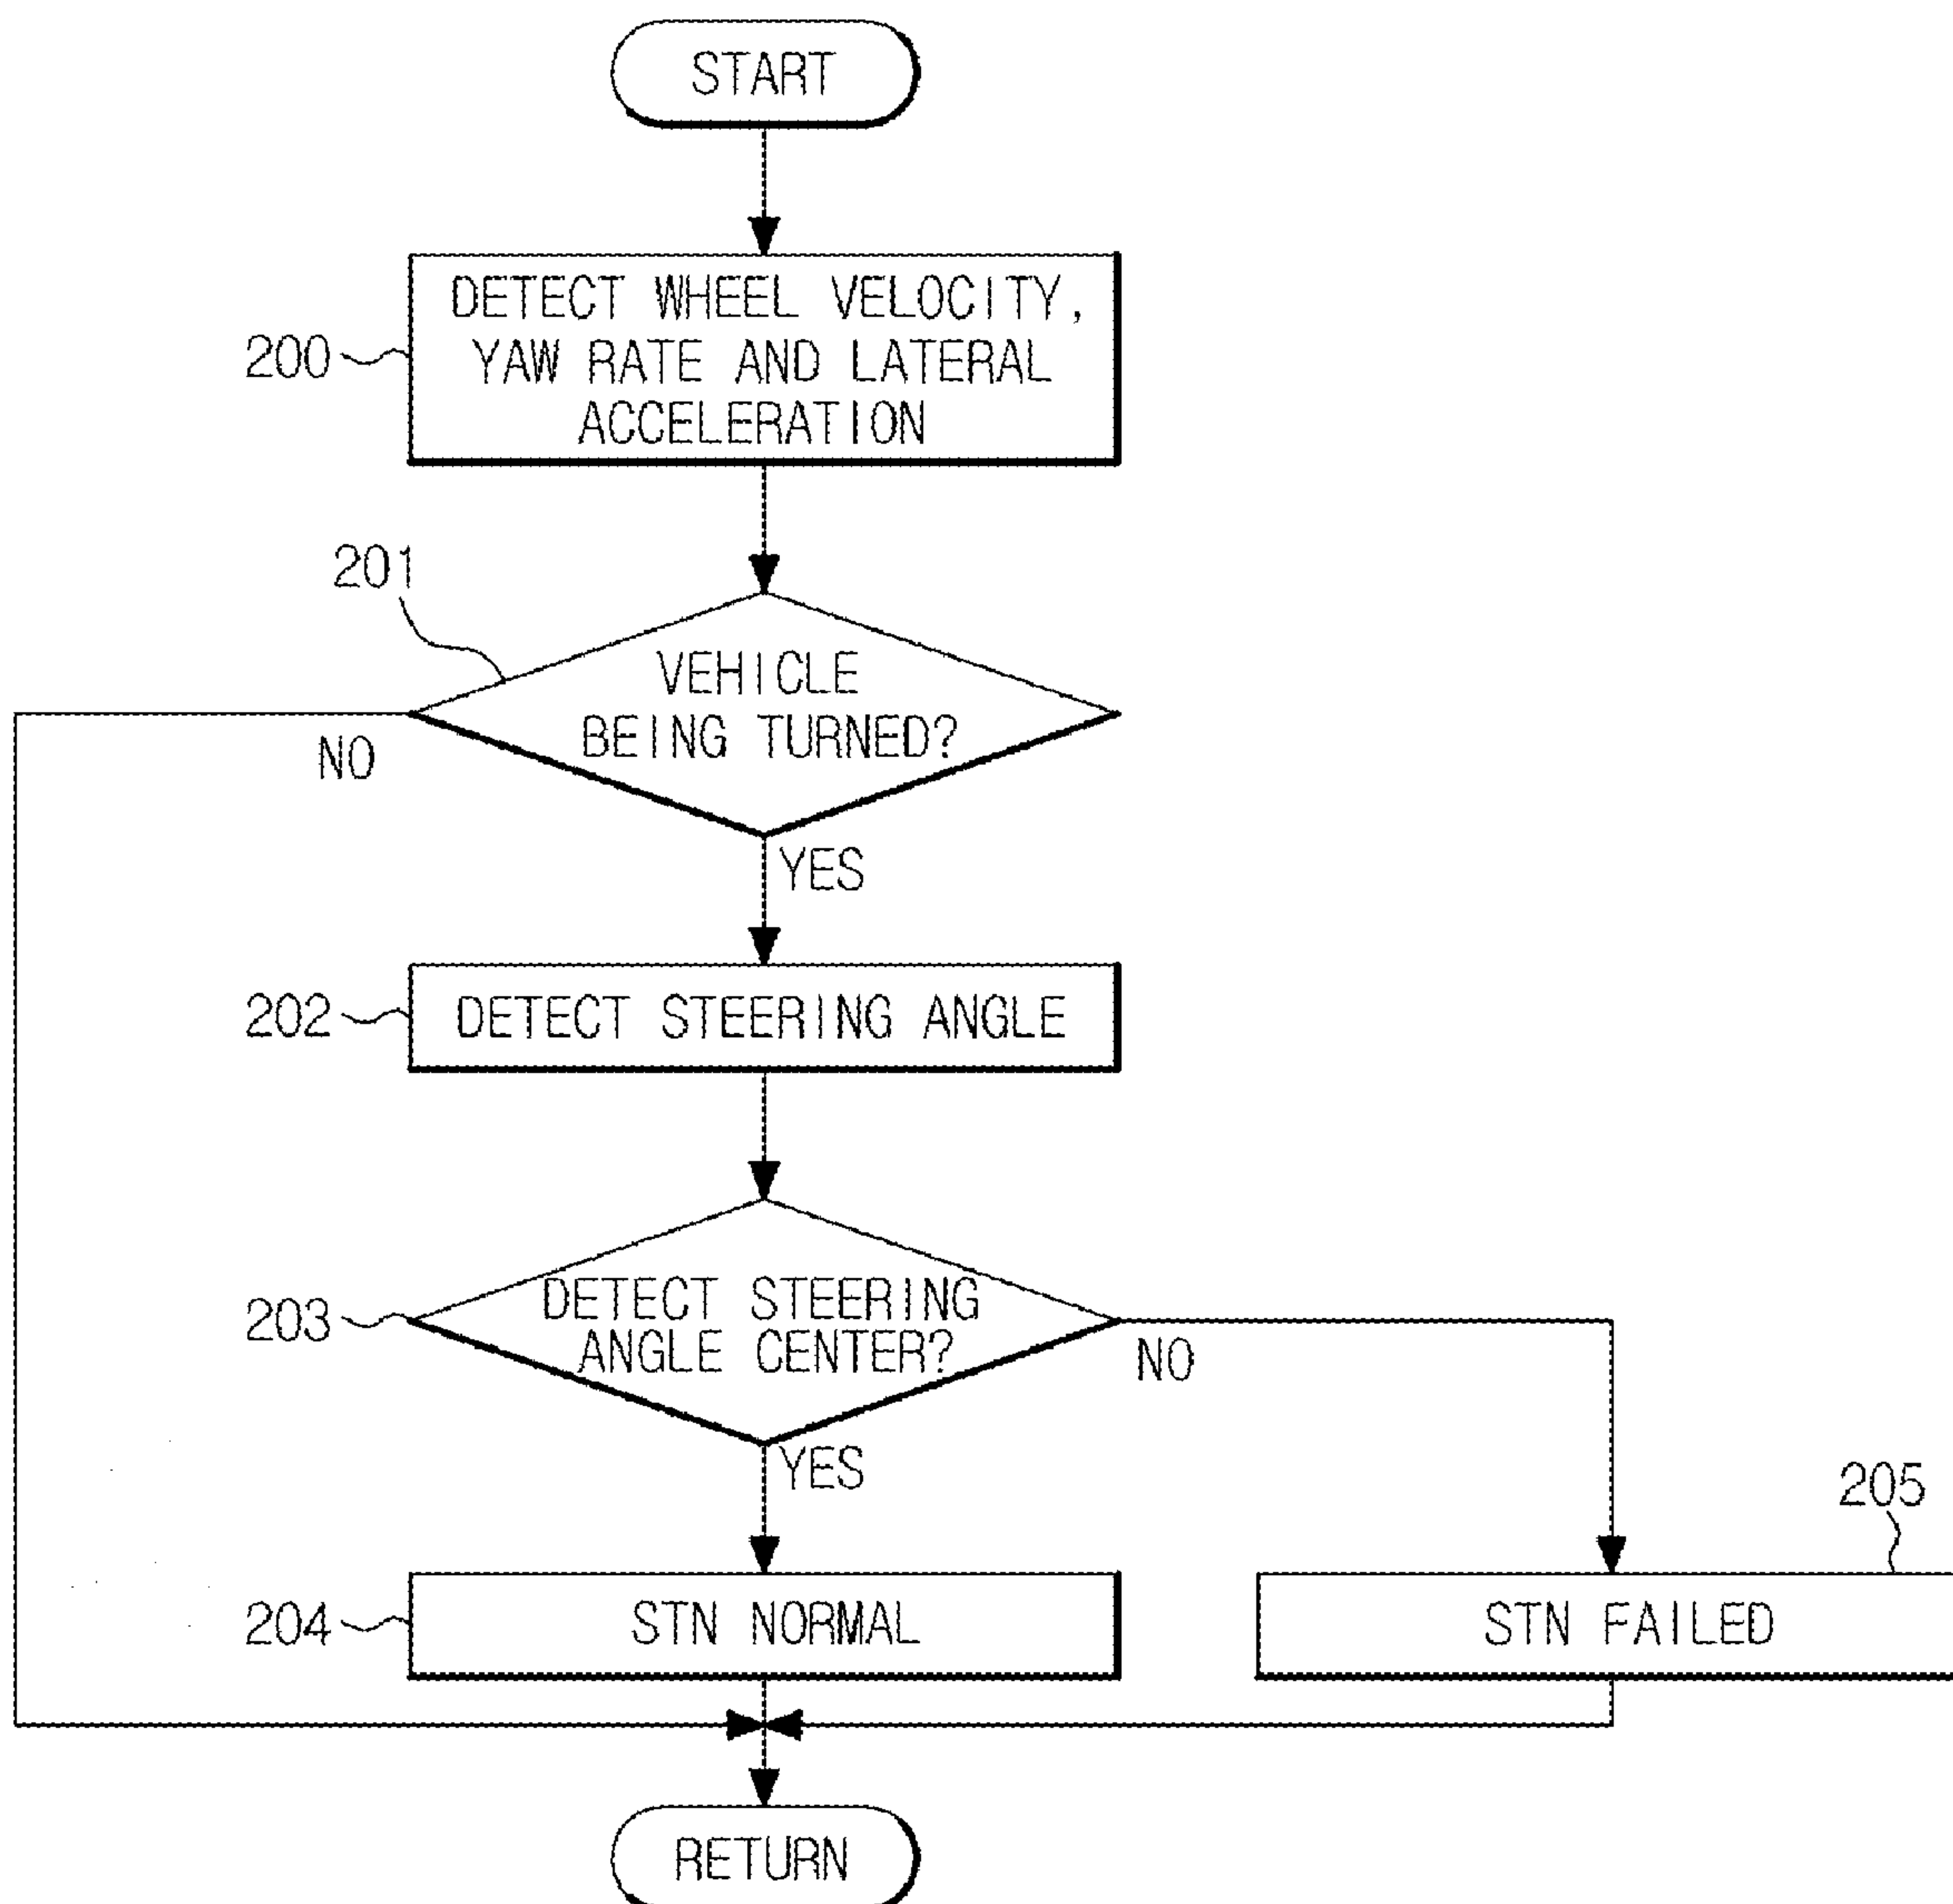 START
200
DETECT WHEEL VELOCITY,
YAW RATE AND LATERAL
ACCELERATION
201
VEHICLE
BEING TURNED?
NO
YES
202
DETECT STEERING ANGLE
203
DETECT STEERING
ANGLE CENTER?
NO
YES
205
204
STN NORMAL
STN FAILED
RETURN